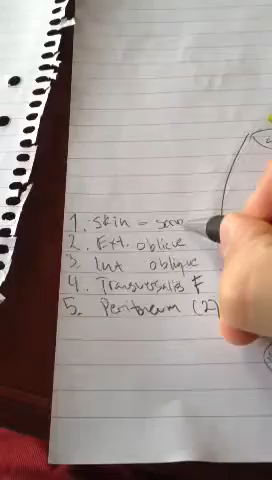 1. Skin =
2. Ext. oblique
3. Int oblique
4. Transversalis F
5. Peritoneum (2)